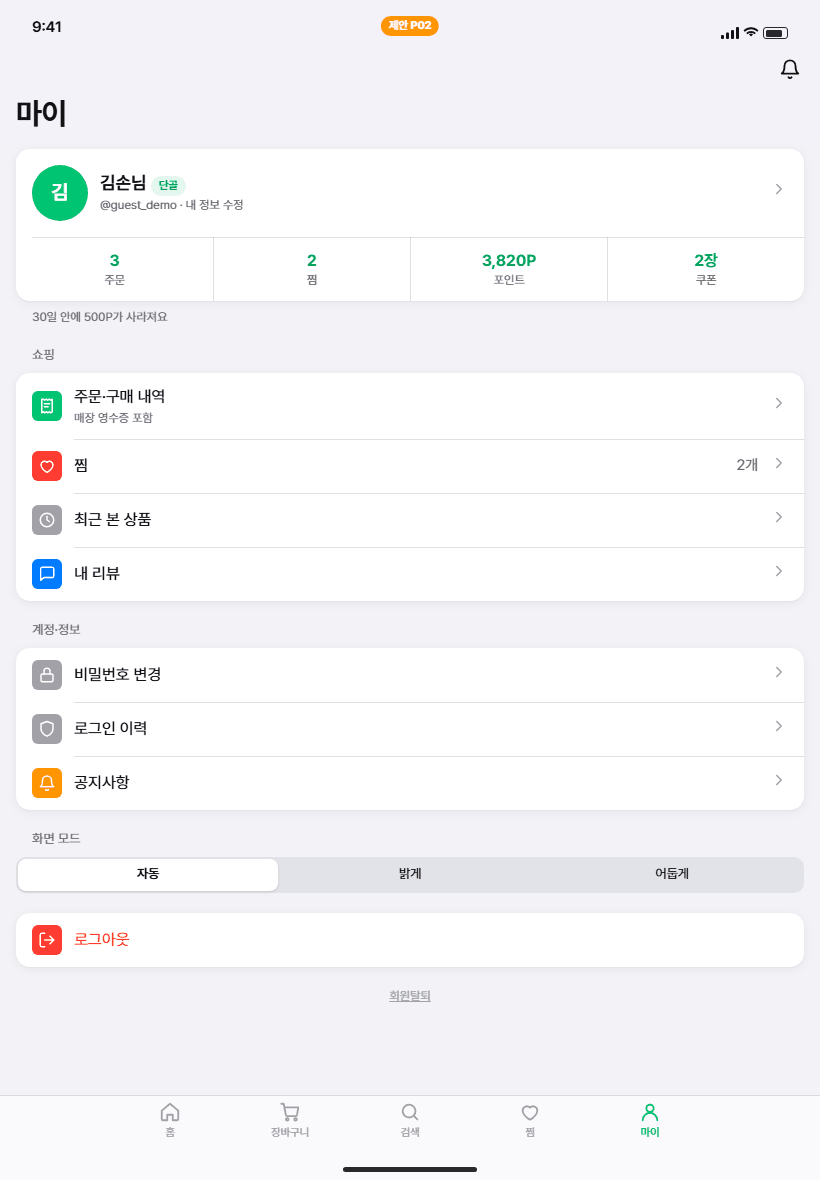 9:41
제안 P02
마이
김
김손님 단골
@guest_demo · 내 정보 수정
3
주문
2
찜
3,820P
포인트
2장
쿠폰
30일 안에 500P가 사라져요
쇼핑
주문·구매 내역
매장 영수증 포함
찜 2개
최근 본 상품
내 리뷰
계정·정보
비밀번호 변경
로그인 이력
공지사항
화면 모드
자동 밝게 어둡게
로그아웃
회원탈퇴
홈 장바구니 검색 찜 마이